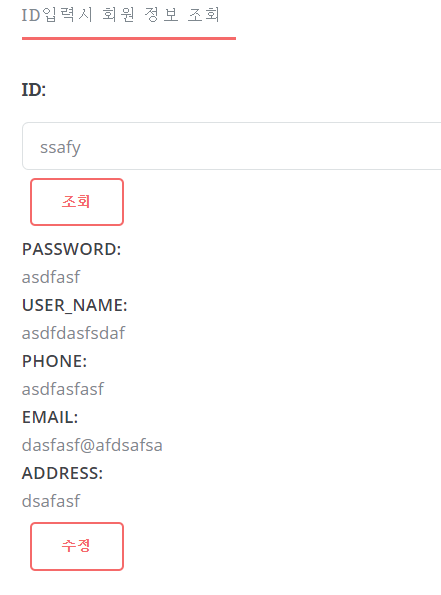 ID입력시 회원 정보 조회
ID:
ssafy
조회
PASSWORD:
asdfasf
USER_NAME:
asdfdasfsdaf
PHONE:
asdfasfasf
EMAIL:
dasfasf@afdsafsa
ADDRESS:
dsafasf
수정